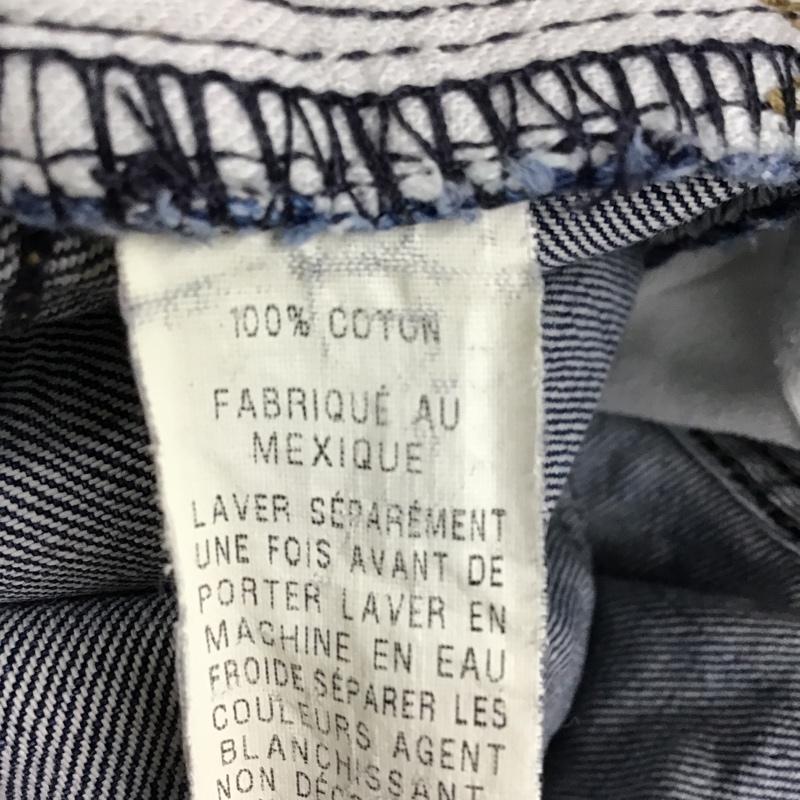 100% COTON
FABRIQUÉ AU
MEXIQUE
LAVER SÉPARÉMENT
UNE FOIS AVANT DE
PORTER LAVER EN
MACHINE EN EAU
FROIDE SÉPARER LES
COULEURS AGENT
BLANCHISSANT
NON